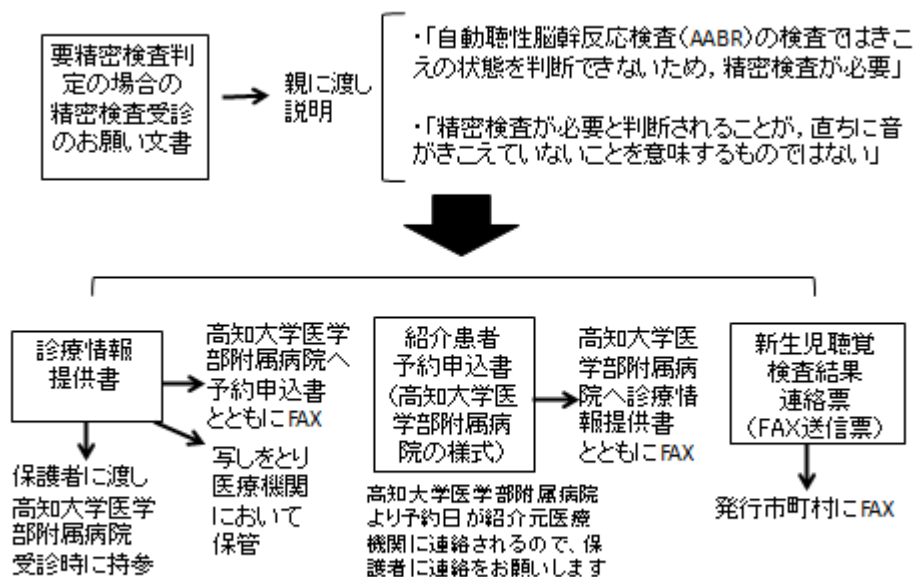 要精密検査判
定の場合の
精密検査受診
のお願い文書
親に渡し
説明
・「自動聴性脳幹反応検査(AABR)の検査ではきこ
えの状態を判断できないため，精密検査が必要」
・「精密検査が必要と判断されることが，直ちに音
がきこえていないことを意味するものではない」
診療情報
提供書
高知大学医学
部附属病院へ
予約申込書
とともにFAX
保護者に渡し
高知大学医学
部附属病院
受診時に持参
写しをとり
医療機関
において
保管
紹介患者
予約申込書
(高知大学医
学部附属病
院の様式)
高知大学医
学部附属病
院へ診療情
報提供書
とともにFAX
高知大学医学部附属病院
より予約日が紹介元医療
機関に連絡されるので、保
護者に連絡をお願いします
新生児聴覚
検査結果
連絡票
(FAX送信票)
発行市町村にFAX